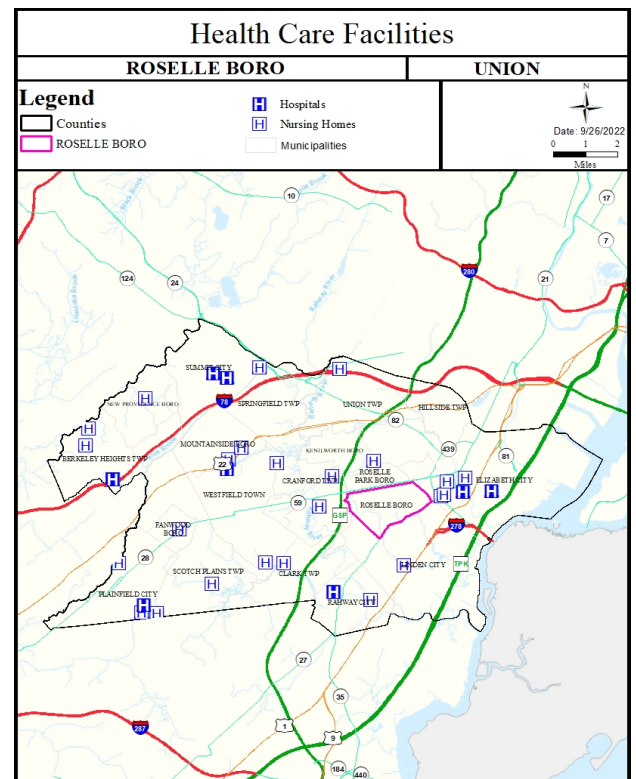 Health Care Facilities
ROSELLE BORO
UNION
Legend
Counties
ROSELLE BORO
H Hospitals
H Nursing Homes
Municipalities
N
Date: 9/26/2022
0 1 2
Miles
10
17
7
280
124
24
21
SUMMIT CITY
NEW PROVIDENCE BORO
78
SPRINGFIELD TWP
UNION TWP
HILLSIDE TWP
82
BERKELEY HEIGHTS TWP
MOUNTAINSIDE BORO
22
KENILWORTH BORO
439
81
CRANFORD TWP
ROSELLE
PARK BORO
ELIZABETH CITY
WESTFIELD TOWN
59
ROSELLE BORO
GSP
278
FANWOOD
BORO
28
SCOTCH PLAINS TWP
CLARK TWP
LINDEN CITY
TPK
PLAINFIELD CITY
RAHWAY CITY
27
35
287
1
9
184
440